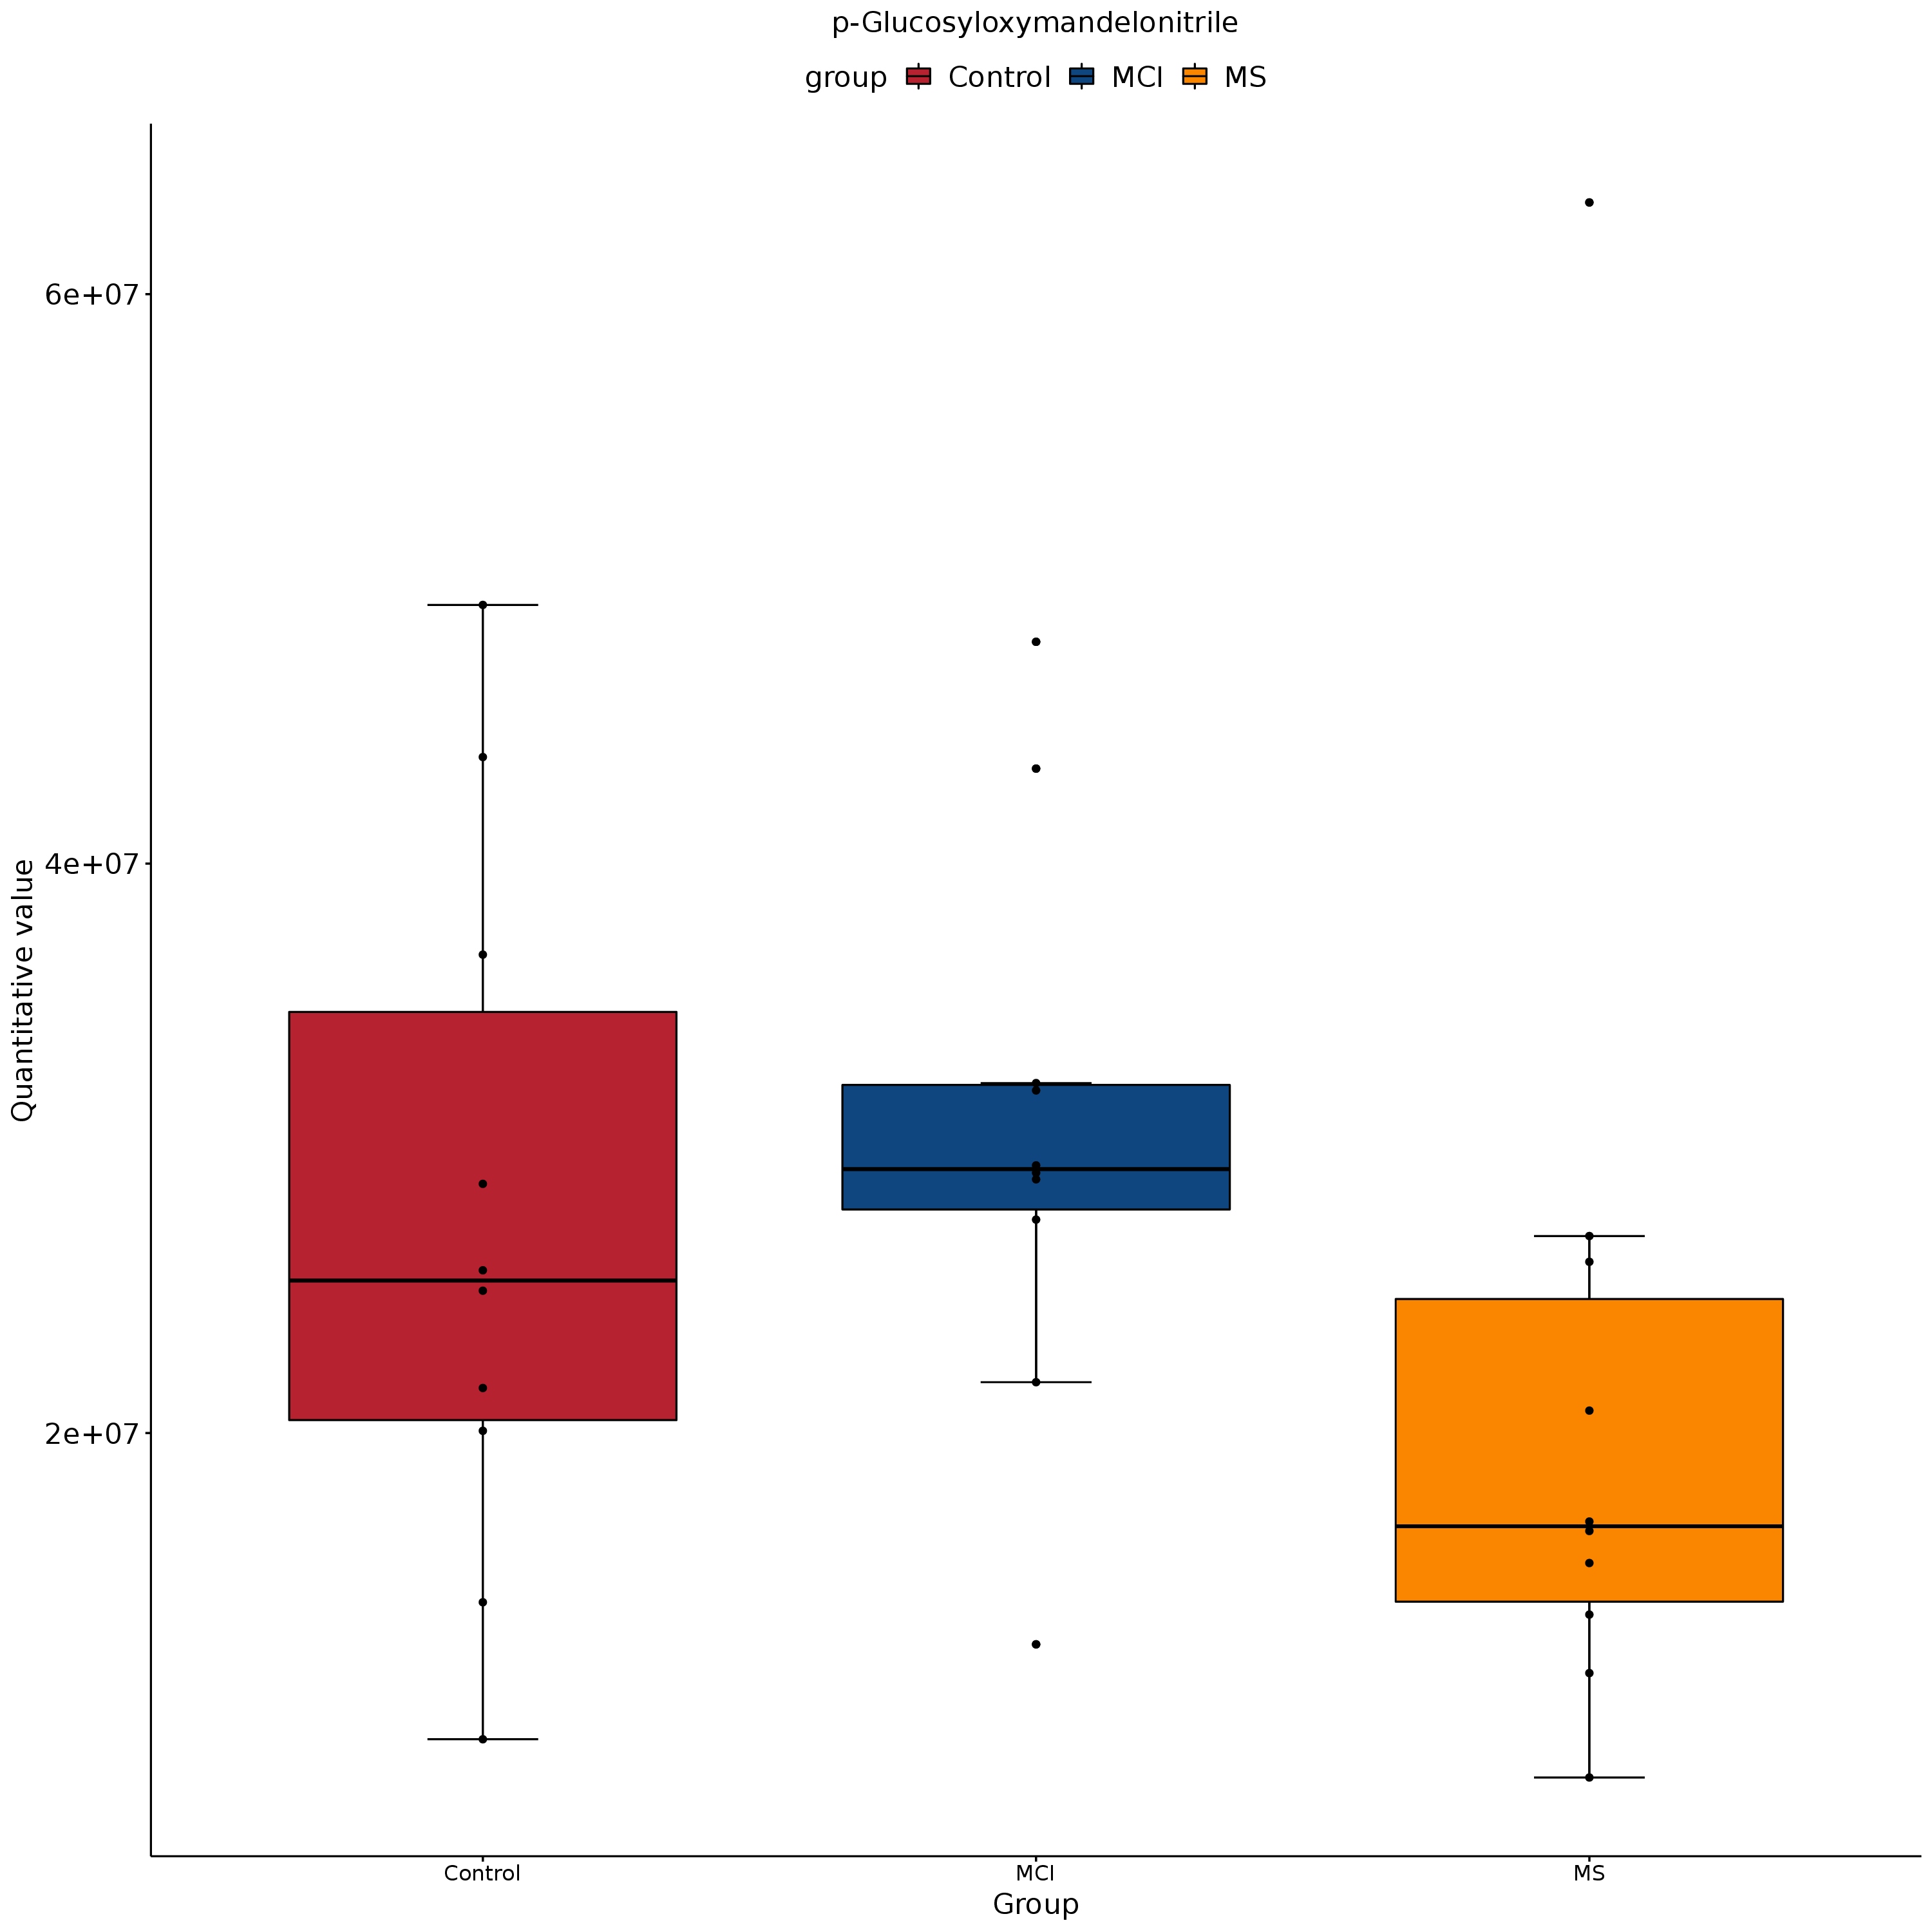 p-Glucosyloxymandelonitrile
group Control MCI MS
6e+07
4e+07
2e+07
Quantitative value
Control MCI MS
Group